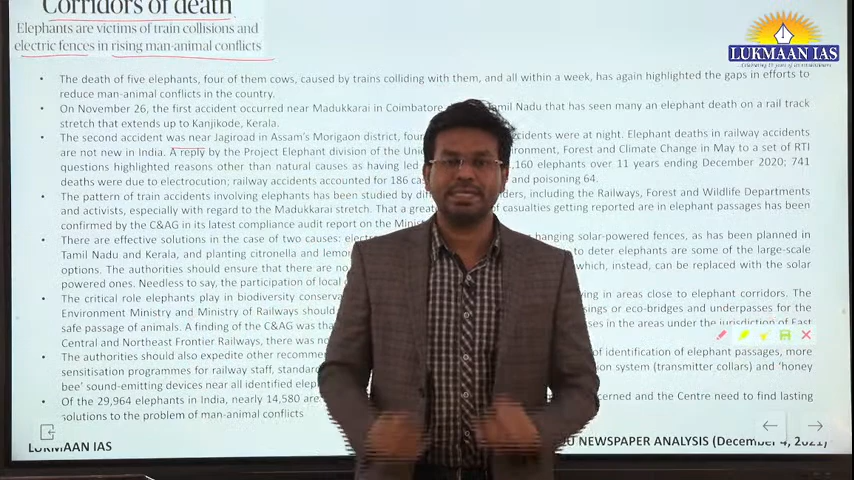 Corridors of death
Elephants are victims of train collisions and
electric fences in rising man-animal conflicts
LUKMAAN IAS
• The death of five elephants, four of them cows, caused by trains colliding with them, and all within a week, has again highlighted the gaps in efforts to
reduce man-animal conflicts in the country.
• On November 26, the first accident occurred near Madukkarai in Coimbatore Tamil Nadu that has seen many an elephant death on a rail track
stretch that extends up to Kanjikode, Kerala.
• The second accident was near Jagiroad in Assam's Morigaon district, four cidents were at night. Elephant deaths in railway accidents
are not new in India. A reply by the Project Elephant division of the Uni ironment, Forest and Climate Change in May to a set of RTI
questions highlighted reasons other than natural causes as having led ,160 elephants over 11 years ending December 2020; 741
deaths were due to electrocution; railway accidents accounted for 186 cas and poisoning 64.
• The pattern of train accidents involving elephants has been studied by diff ders, including the Railways, Forest and Wildlife Departments
and activists, especially with regard to the Madukkarai stretch. That a great of casualties getting reported are in elephant passages has been
confirmed by the C&AG in its latest compliance audit report on the Minist
• There are effective solutions in the case of two causes: electr hanging solar-powered fences, as has been planned in
Tamil Nadu and Kerala, and planting citronella and lemon to deter elephants are some of the large-scale
options. The authorities should ensure that there are no which, instead, can be replaced with the solar
powered ones. Needless to say, the participation of local
• The critical role elephants play in biodiversity conserva ving in areas close to elephant corridors. The
Environment Ministry and Ministry of Railways should sings or eco-bridges and underpasses for the
safe passage of animals. A finding of the C&AG was tha ses in the areas under the jurisdiction of East
Central and Northeast Frontier Railways, there was no
• The authorities should also expedite other recomme of identification of elephant passages, more
sensitisation programmes for railway staff, standard ion system (transmitter collars) and 'honey
bee' sound-emitting devices near all identified elep
• Of the 29,964 elephants in India, nearly 14,580 are cerned and the Centre need to find lasting
solutions to the problem of man-animal conflicts
LUKMAAN IAS NEWSPAPER ANALYSIS (December 4, 2021)